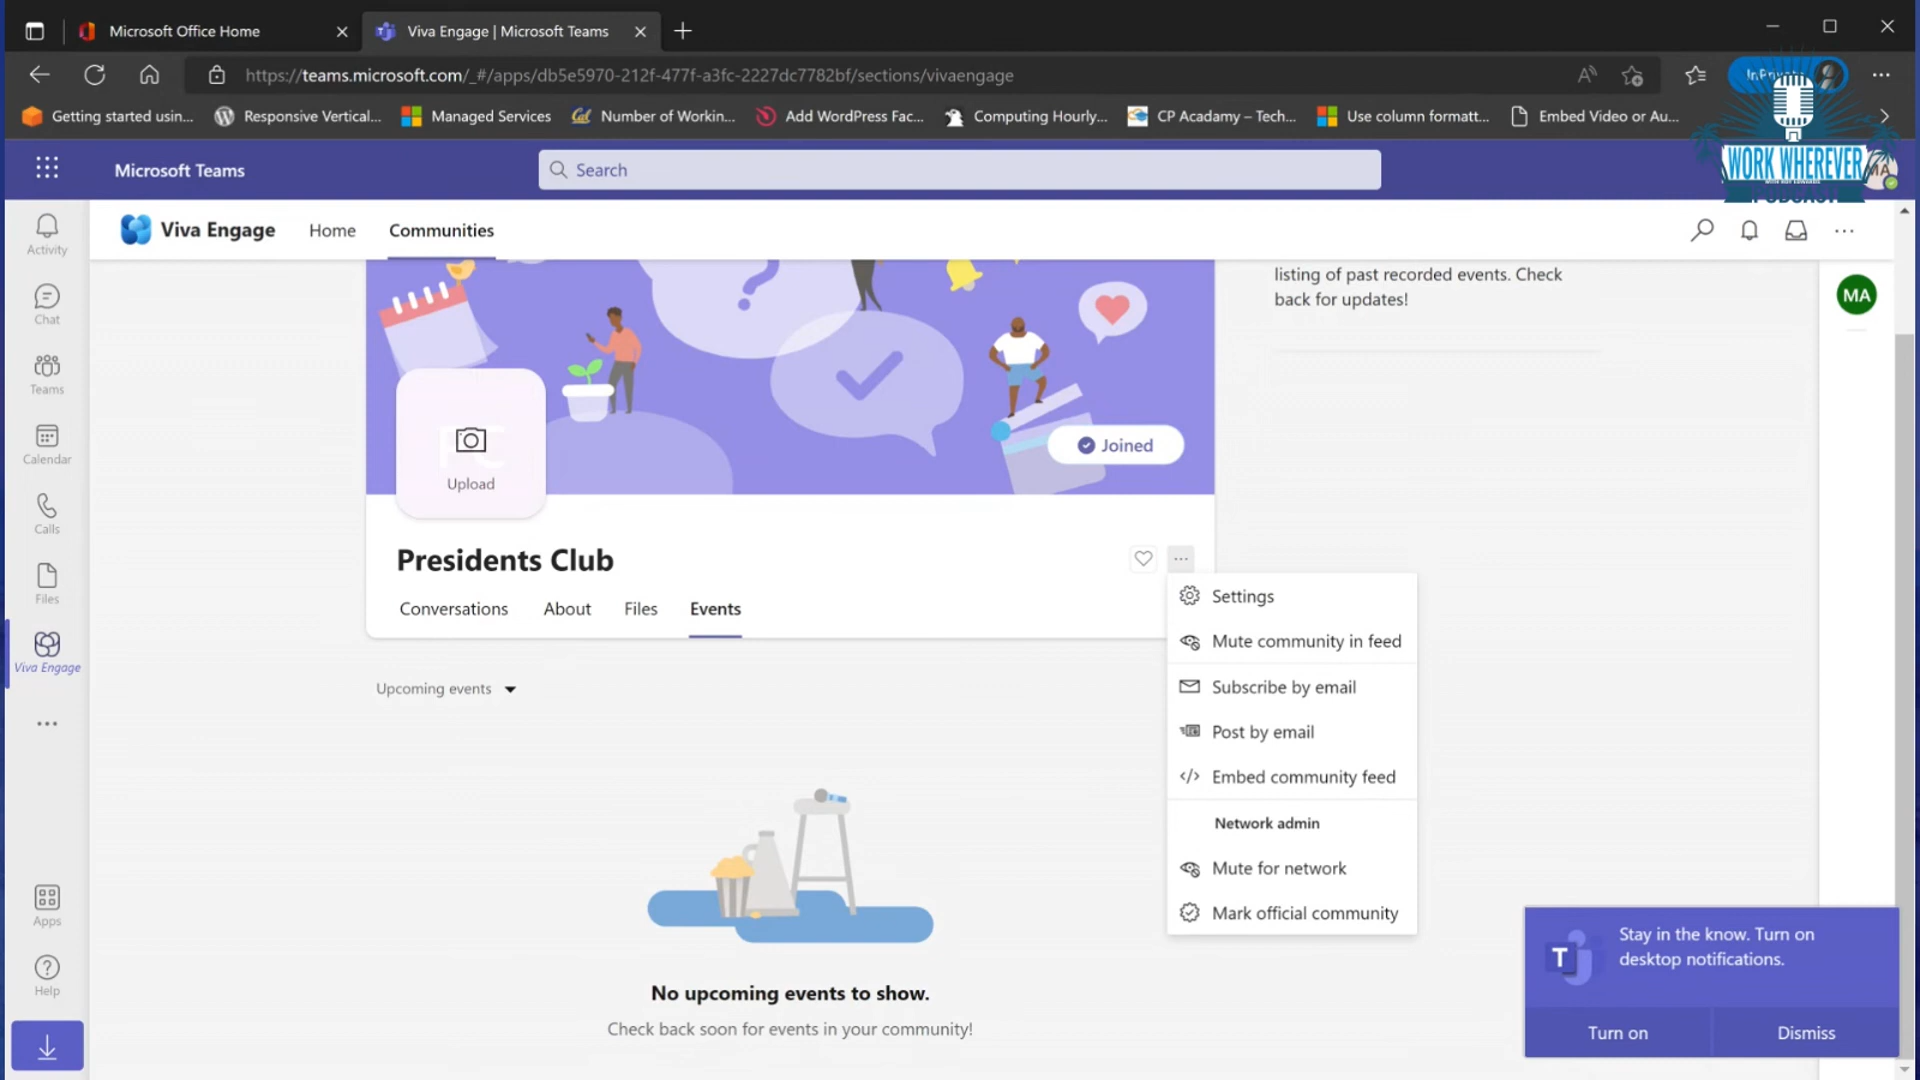 Microsoft Office Home
Viva Engage | Microsoft Teams
https://teams.microsoft.com/_#/apps/db5e5970-212f-477f-a3fc-2227dc7782bf/sections/vivaengage
InPrivate
Getting started usin...
Responsive Vertical...
Managed Services
Number of Workin...
Add WordPress Fac...
Computing Hourly...
CP Acadamy – Tech...
Use column formatt...
Embed Video or Au...
WORK WHEREVER
PODCAST
Microsoft Teams
Search
MA
Activity
Viva Engage
Home
Communities
Chat
Teams
Calendar
Calls
Files
Viva Engage
Apps
Help
listing of past recorded events. Check
back for updates!
MA
Joined
Upload
Presidents Club
Conversations
About
Files
Events
Settings
Mute community in feed
Subscribe by email
Post by email
Embed community feed
Network admin
Mute for network
Mark official community
Upcoming events
No upcoming events to show.
Check back soon for events in your community!
T
Stay in the know. Turn on
desktop notifications.
Turn on
Dismiss